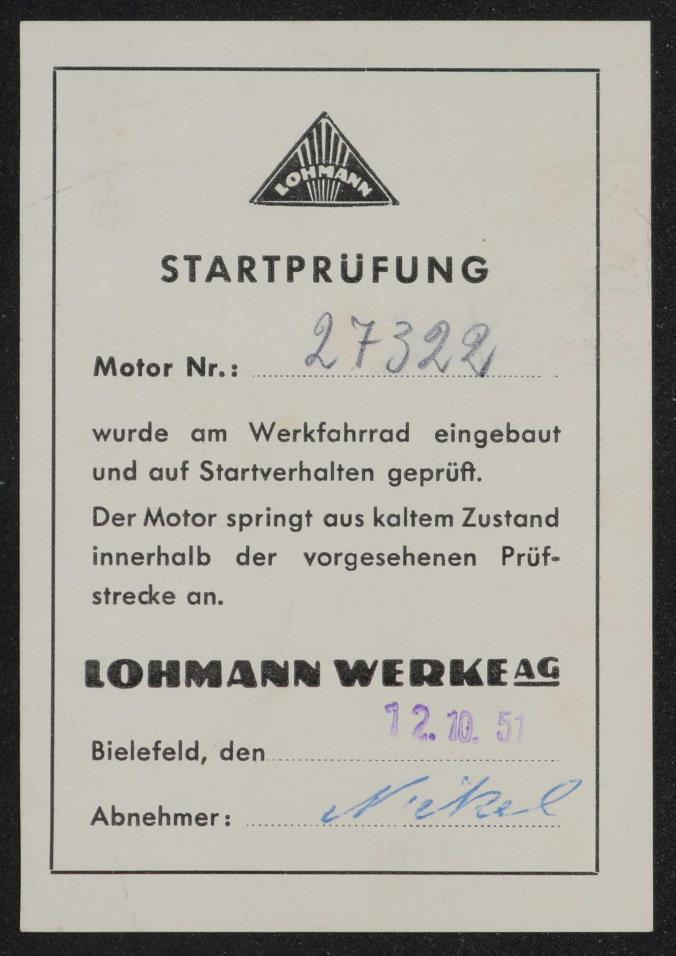 LOHMANN
STARTPRÜFUNG
Motor Nr.: 27322
wurde am Werkfahrrad eingebaut
und auf Startverhalten geprüft.
Der Motor springt aus kaltem Zustand
innerhalb der vorgesehenen Prüf-
strecke an.
LOHMANN WERKE AG
Bielefeld, den 12.10.51
Abnehmer: